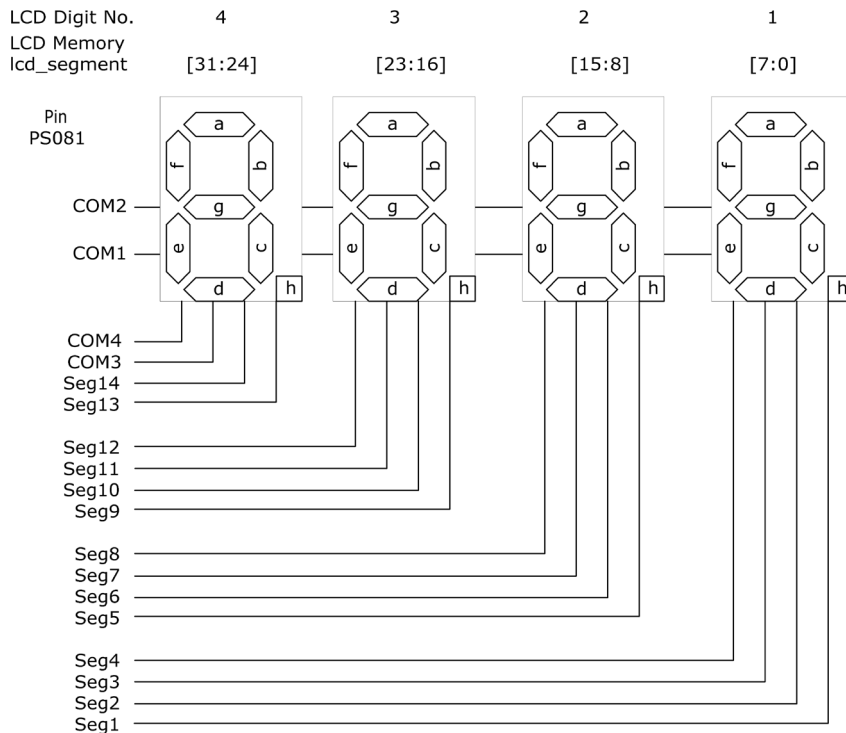 LCD Digit No. 4 3 2 1
LCD Memory
lcd_segment [31:24] [23:16] [15:8] [7:0]
Pin
PS081
a a a a
f b f b f b f b
COM2 g g g g
COM1 e c e c e c e c
d h d h d h d h
COM4
COM3
Seg14
Seg13
Seg12
Seg11
Seg10
Seg9
Seg8
Seg7
Seg6
Seg5
Seg4
Seg3
Seg2
Seg1